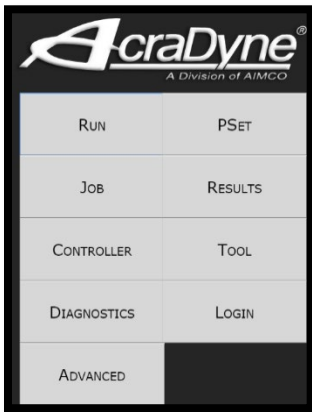 AcraDyne®
A Division of AIMCO
Run PSet
Job Results
Controller Tool
Diagnostics Login
Advanced